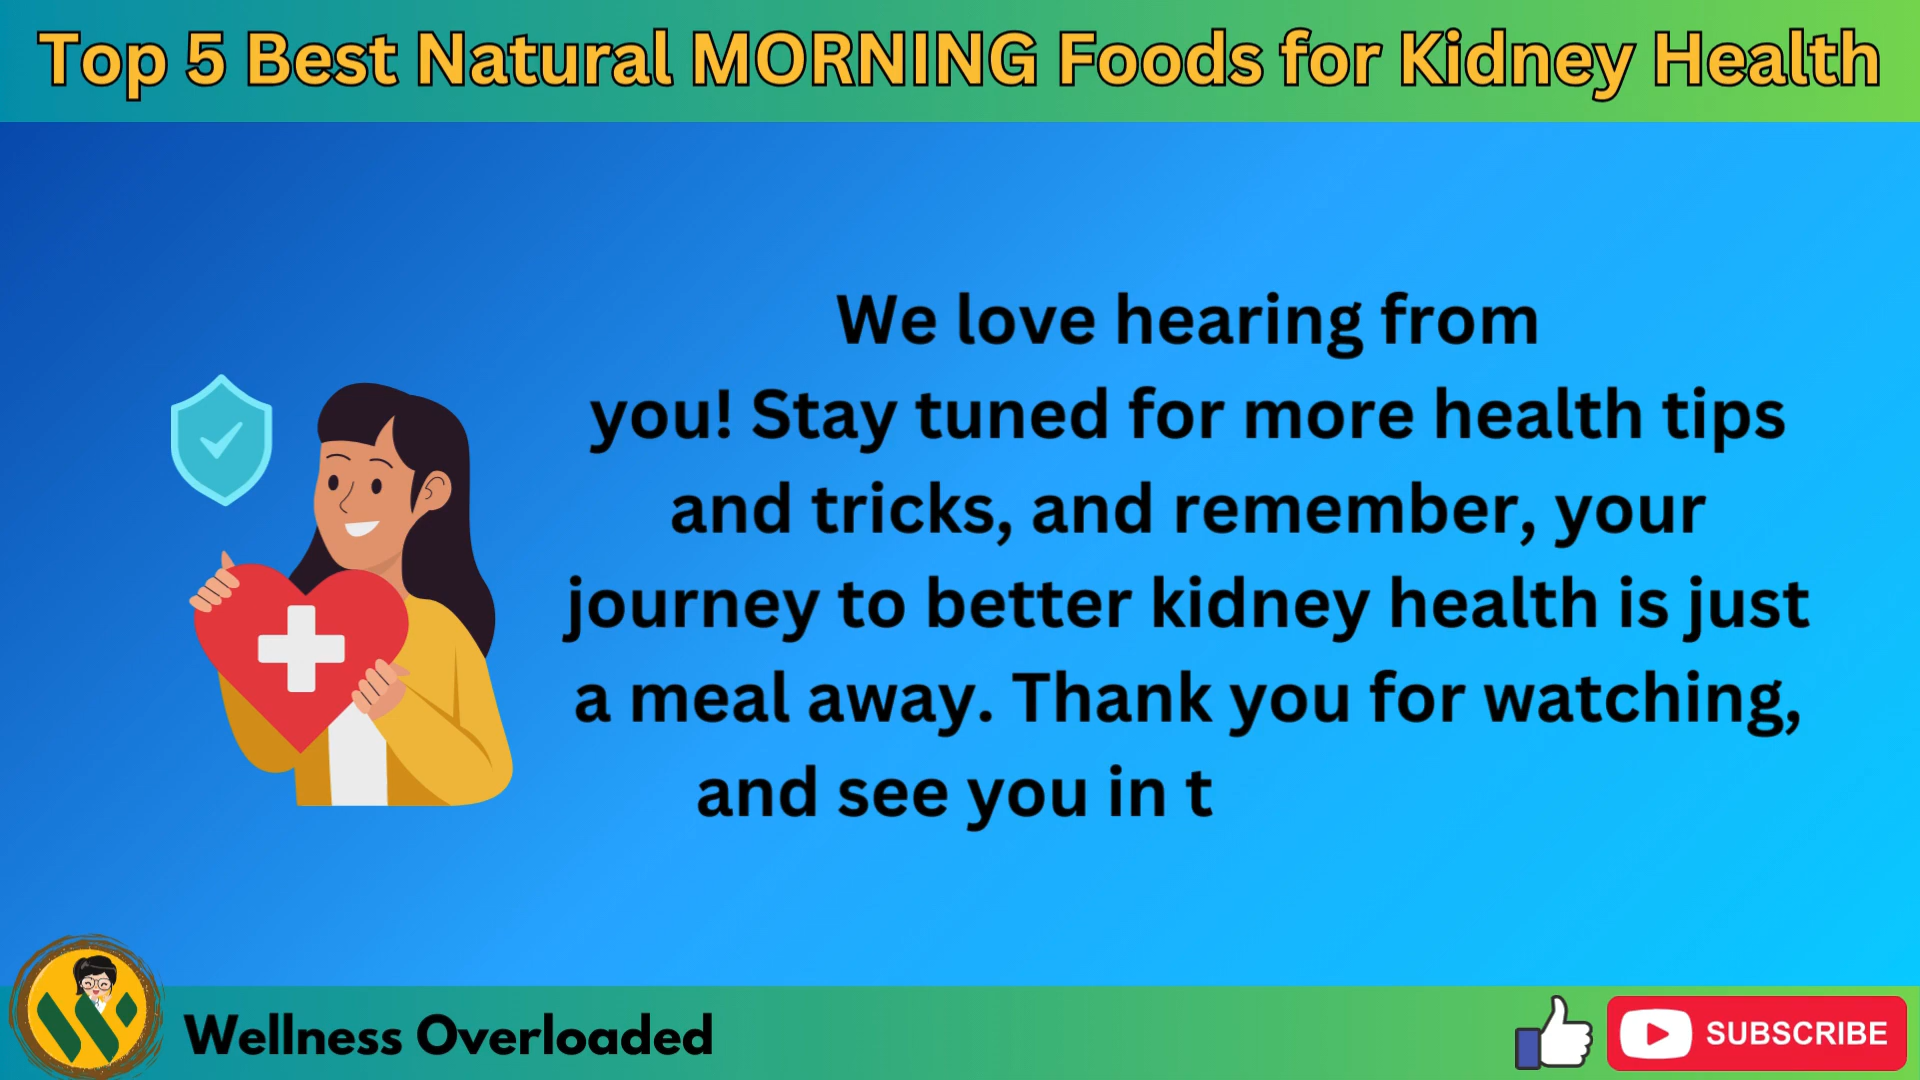 Top 5 Best Natural MORNING Foods for Kidney Health
We love hearing from
you! Stay tuned for more health tips
and tricks, and remember, your
journey to better kidney health is just
a meal away. Thank you for watching,
and see you in t
Wellness Overloaded
SUBSCRIBE